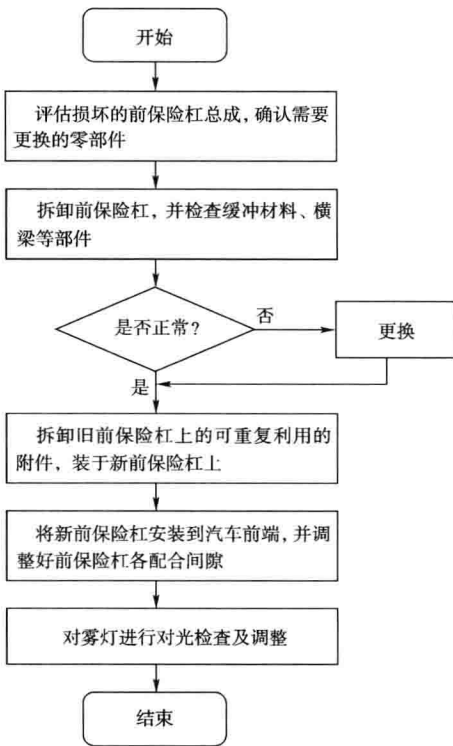 开始
评估损坏的前保险杠总成，确认需要
更换的零部件
拆卸前保险杠，并检查缓冲材料、横
梁等部件
是否正常？
否
更换
是
拆卸旧前保险杠上的可重复利用的
附件，装于新前保险杠上
将新前保险杠安装到汽车前端，并调
整好前保险杠各配合间隙
对雾灯进行对光检查及调整
结束